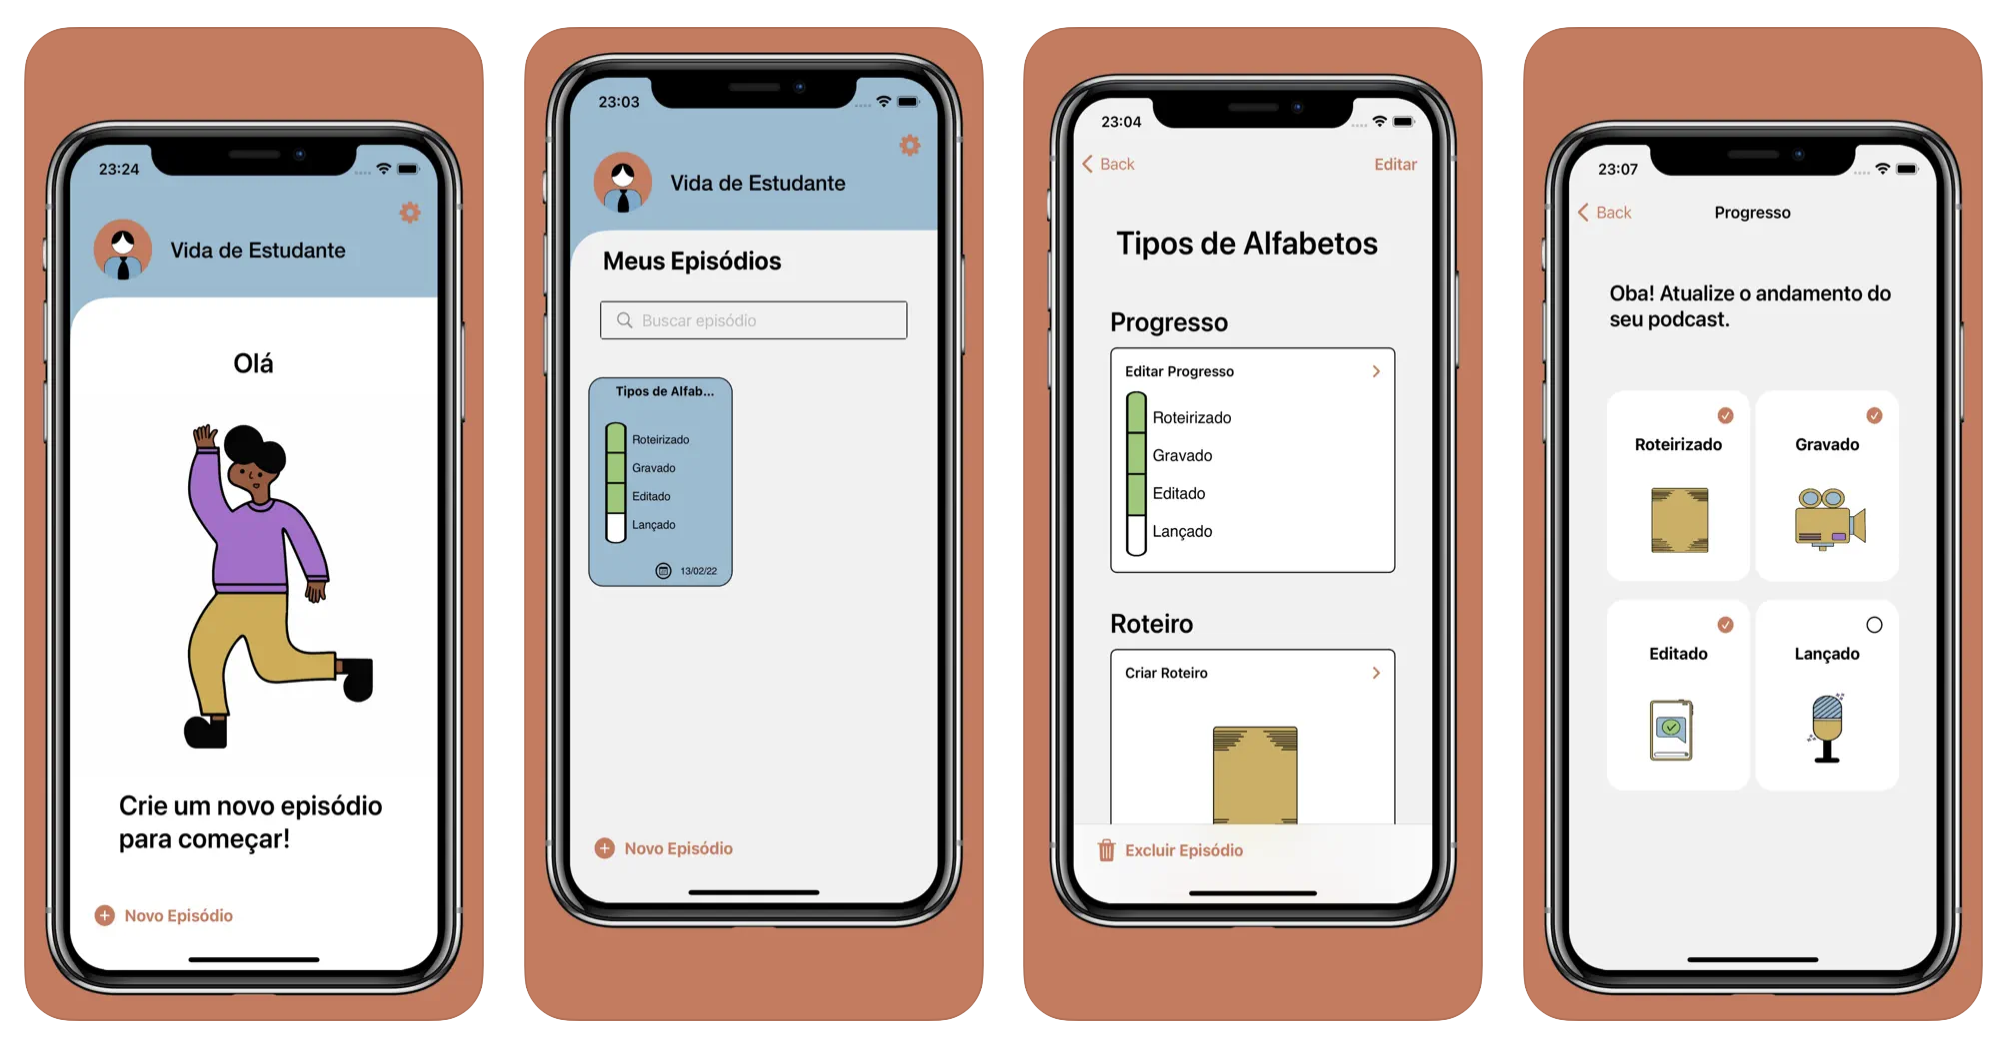 23:24
Vida de Estudante
Olá
Crie um novo episódio
para começar!
Novo Episódio
23:03
Vida de Estudante
Meus Episódios
Buscar episódio
Tipos de Alfab...
Roteirizado
Gravado
Editado
Lançado
13/02/22
Novo Episódio
23:04
Back
Editar
Tipos de Alfabetos
Progresso
Editar Progresso
Roteirizado
Gravado
Editado
Lançado
Roteiro
Criar Roteiro
Excluir Episódio
23:07
Back
Progresso
Oba! Atualize o andamento do
seu podcast.
Roteirizado
Gravado
Editado
Lançado